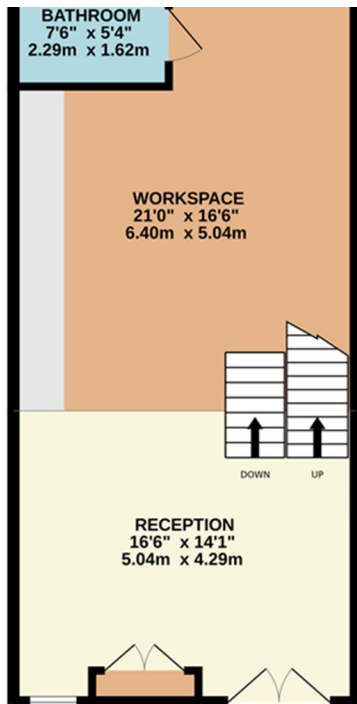 BATHROOM
7'6" x 5'4"
2.29m x 1.62m
WORKSPACE
21'0" x 16'6"
6.40m x 5.04m
DOWN UP
RECEPTION
16'6" x 14'1"
5.04m x 4.29m